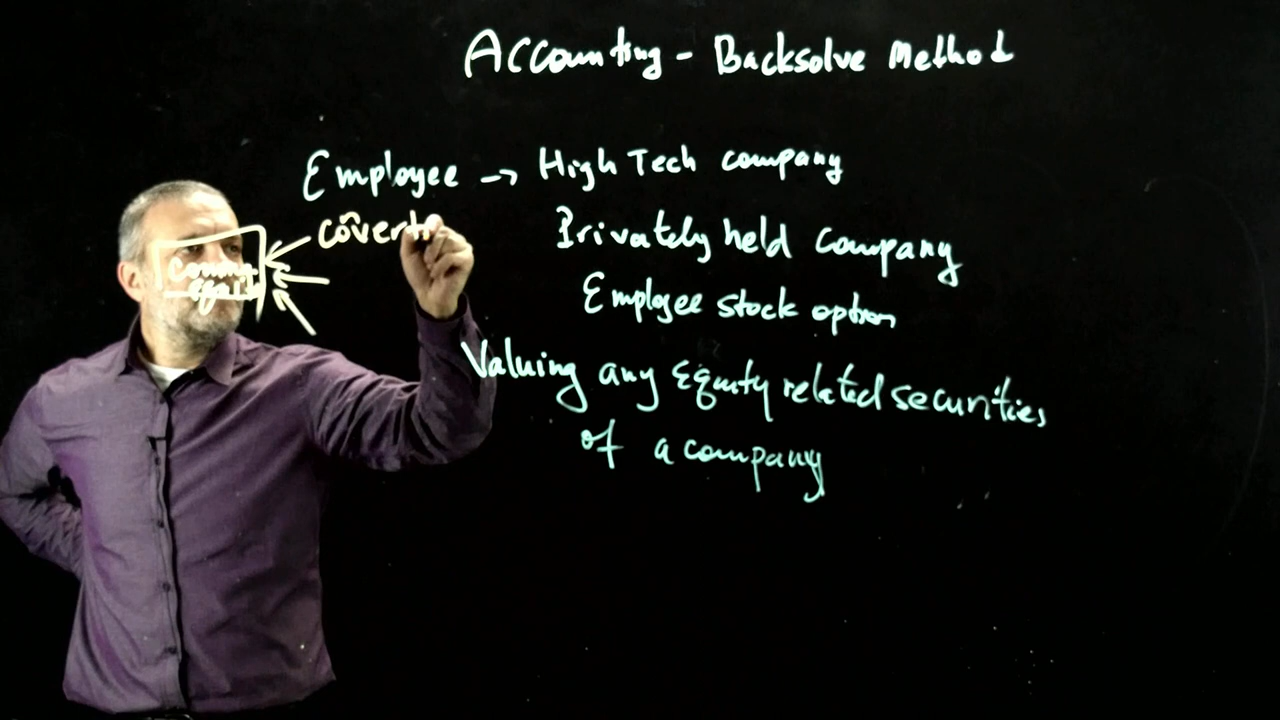 Accounting - Backsolve Method
Employee → High Tech company
Privately held company
Employee stock option
Valuing any Equity related securities
of a company